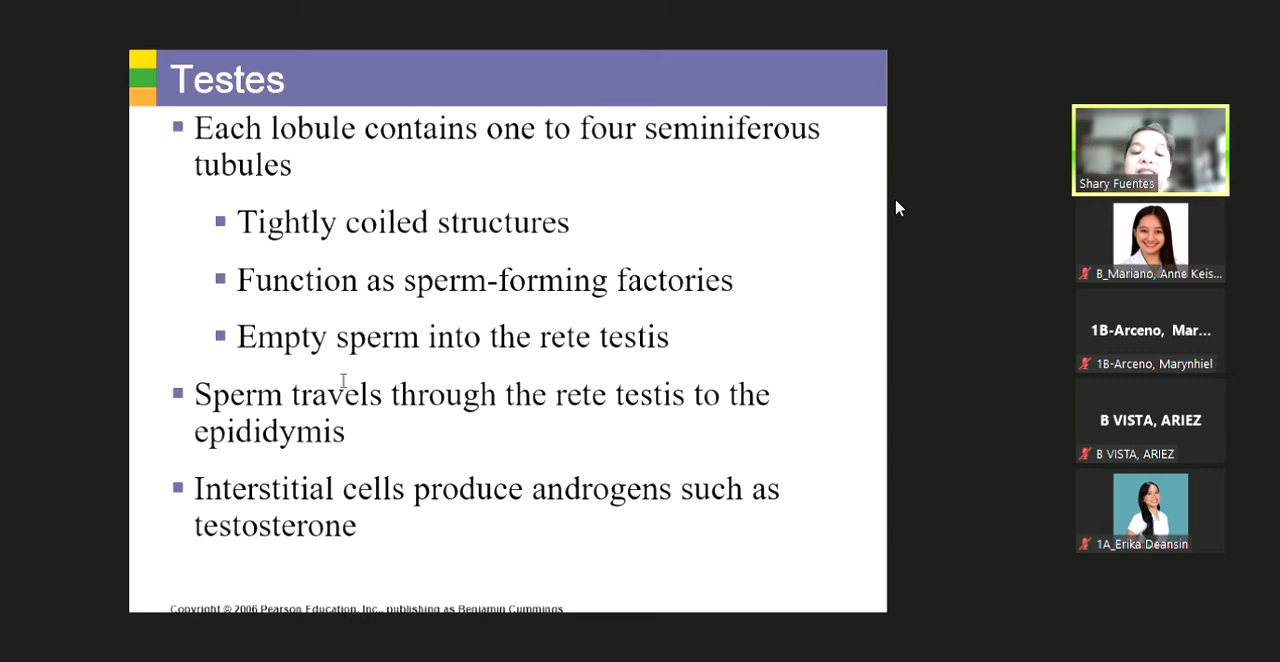 Testes
Each lobule contains one to four seminiferous
tubules
Tightly coiled structures
Function as sperm-forming factories
Empty sperm into the rete testis
Sperm travels through the rete testis to the
epididymis
Interstitial cells produce androgens such as
testosterone
Copyright © 2006 Pearson Education, Inc., publishing as Benjamin Cummings
Shary Fuentes
B_Mariano, Anne Keis...
1B-Arceno, Mar...
1B-Arceno, Marynhiel
B VISTA, ARIEZ
B VISTA, ARIEZ
1A_Erika Deansin